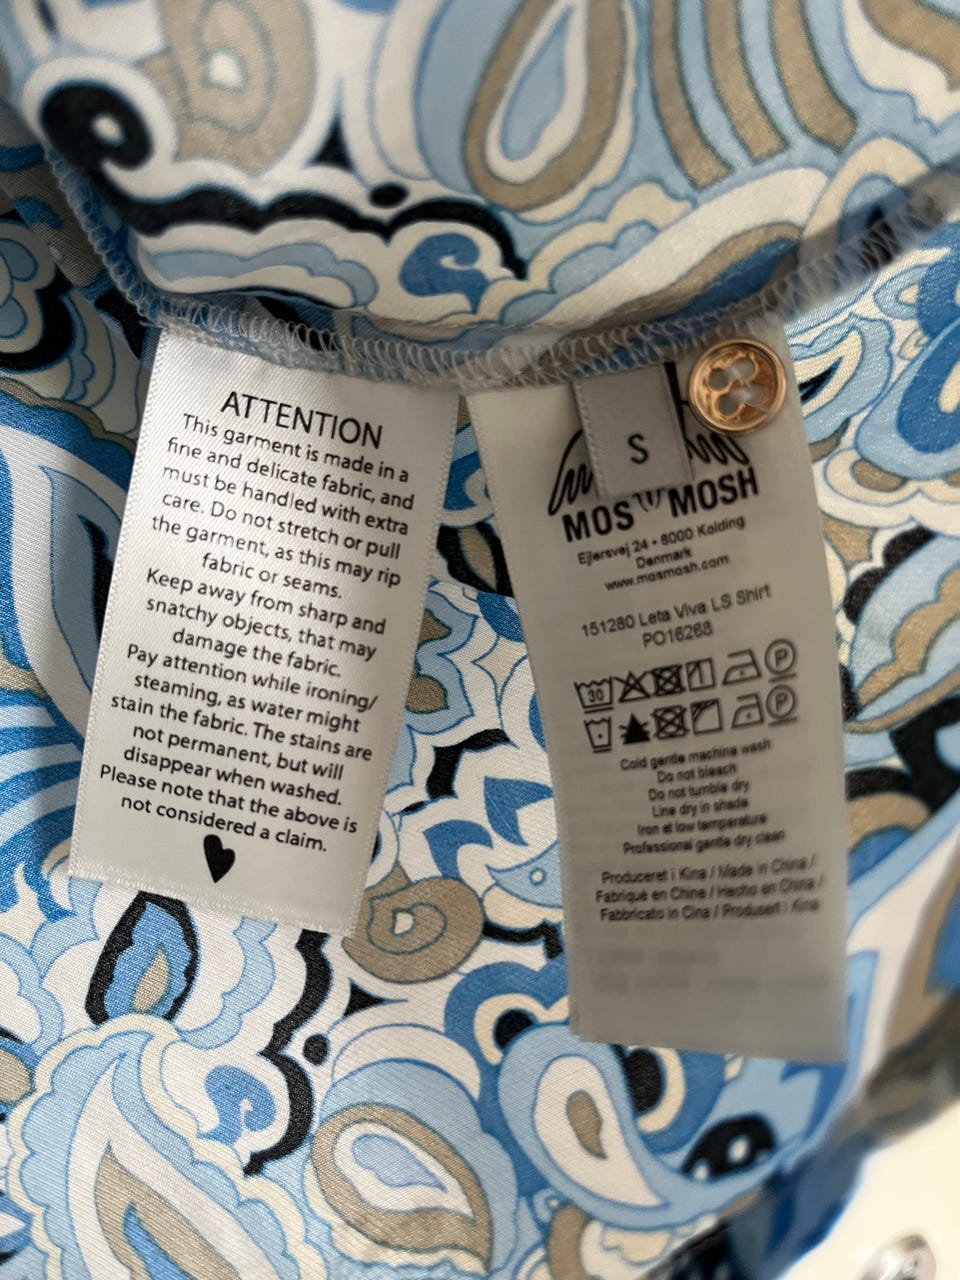 ATTENTION
This garment is made in a
fine and delicate fabric, and
must be handled with extra
care. Do not stretch or pull
the garment, as this may rip
fabric or seams.
Keep away from sharp and
snatchy objects, that may
damage the fabric.
Pay attention while ironing/
steaming, as water might
stain the fabric. The stains are
not permanent, but will
disappear when washed.
Please note that the above is
not considered a claim.
S
MOS MOSH
Ejlersvej 24 • 6000 Kolding
Denmark
www.mosmosh.com
151280 Leta Viva LS Shirt
PO16268
30 P
P
Cold gentle machine wash
Do not bleach
Do not tumble dry
Line dry in shade
Iron at low temperature
Professional gentle dry clean
Produceret i Kina / Made in China /
Fabriqué en Chine / Hecho en China /
Fabbricato in Cina / Produsert i Kina